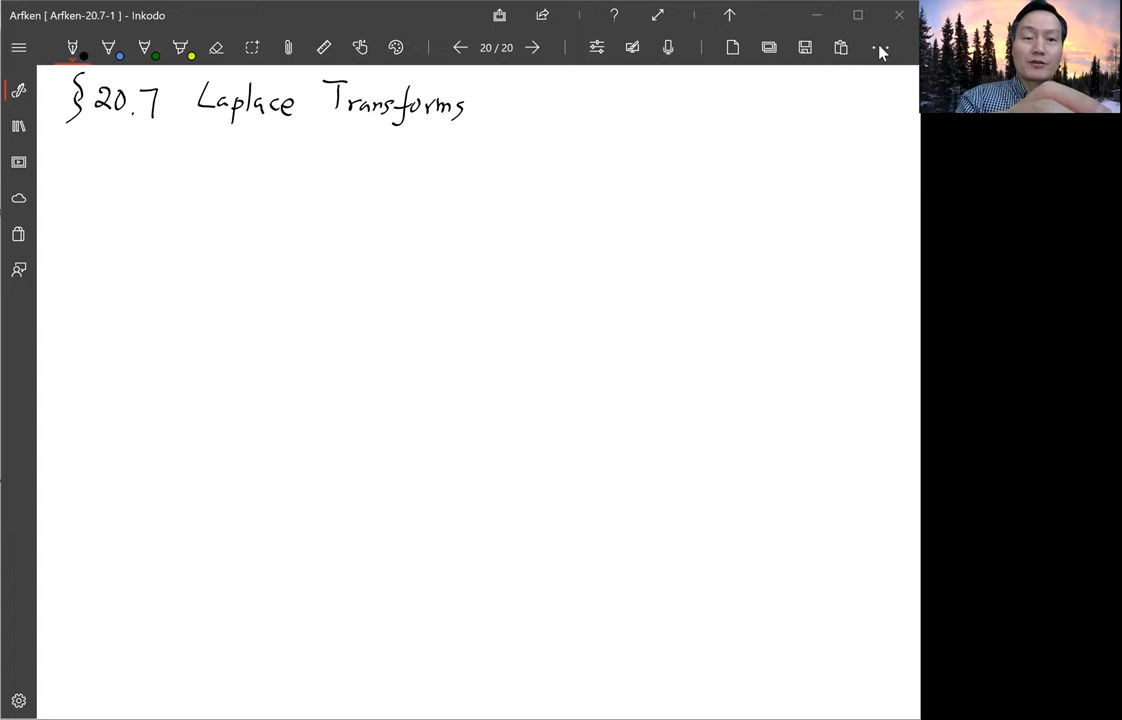 Arfken [ Arfken-20.7-1 ] - Inkodo
20 / 20
§ 20.7 Laplace Transforms